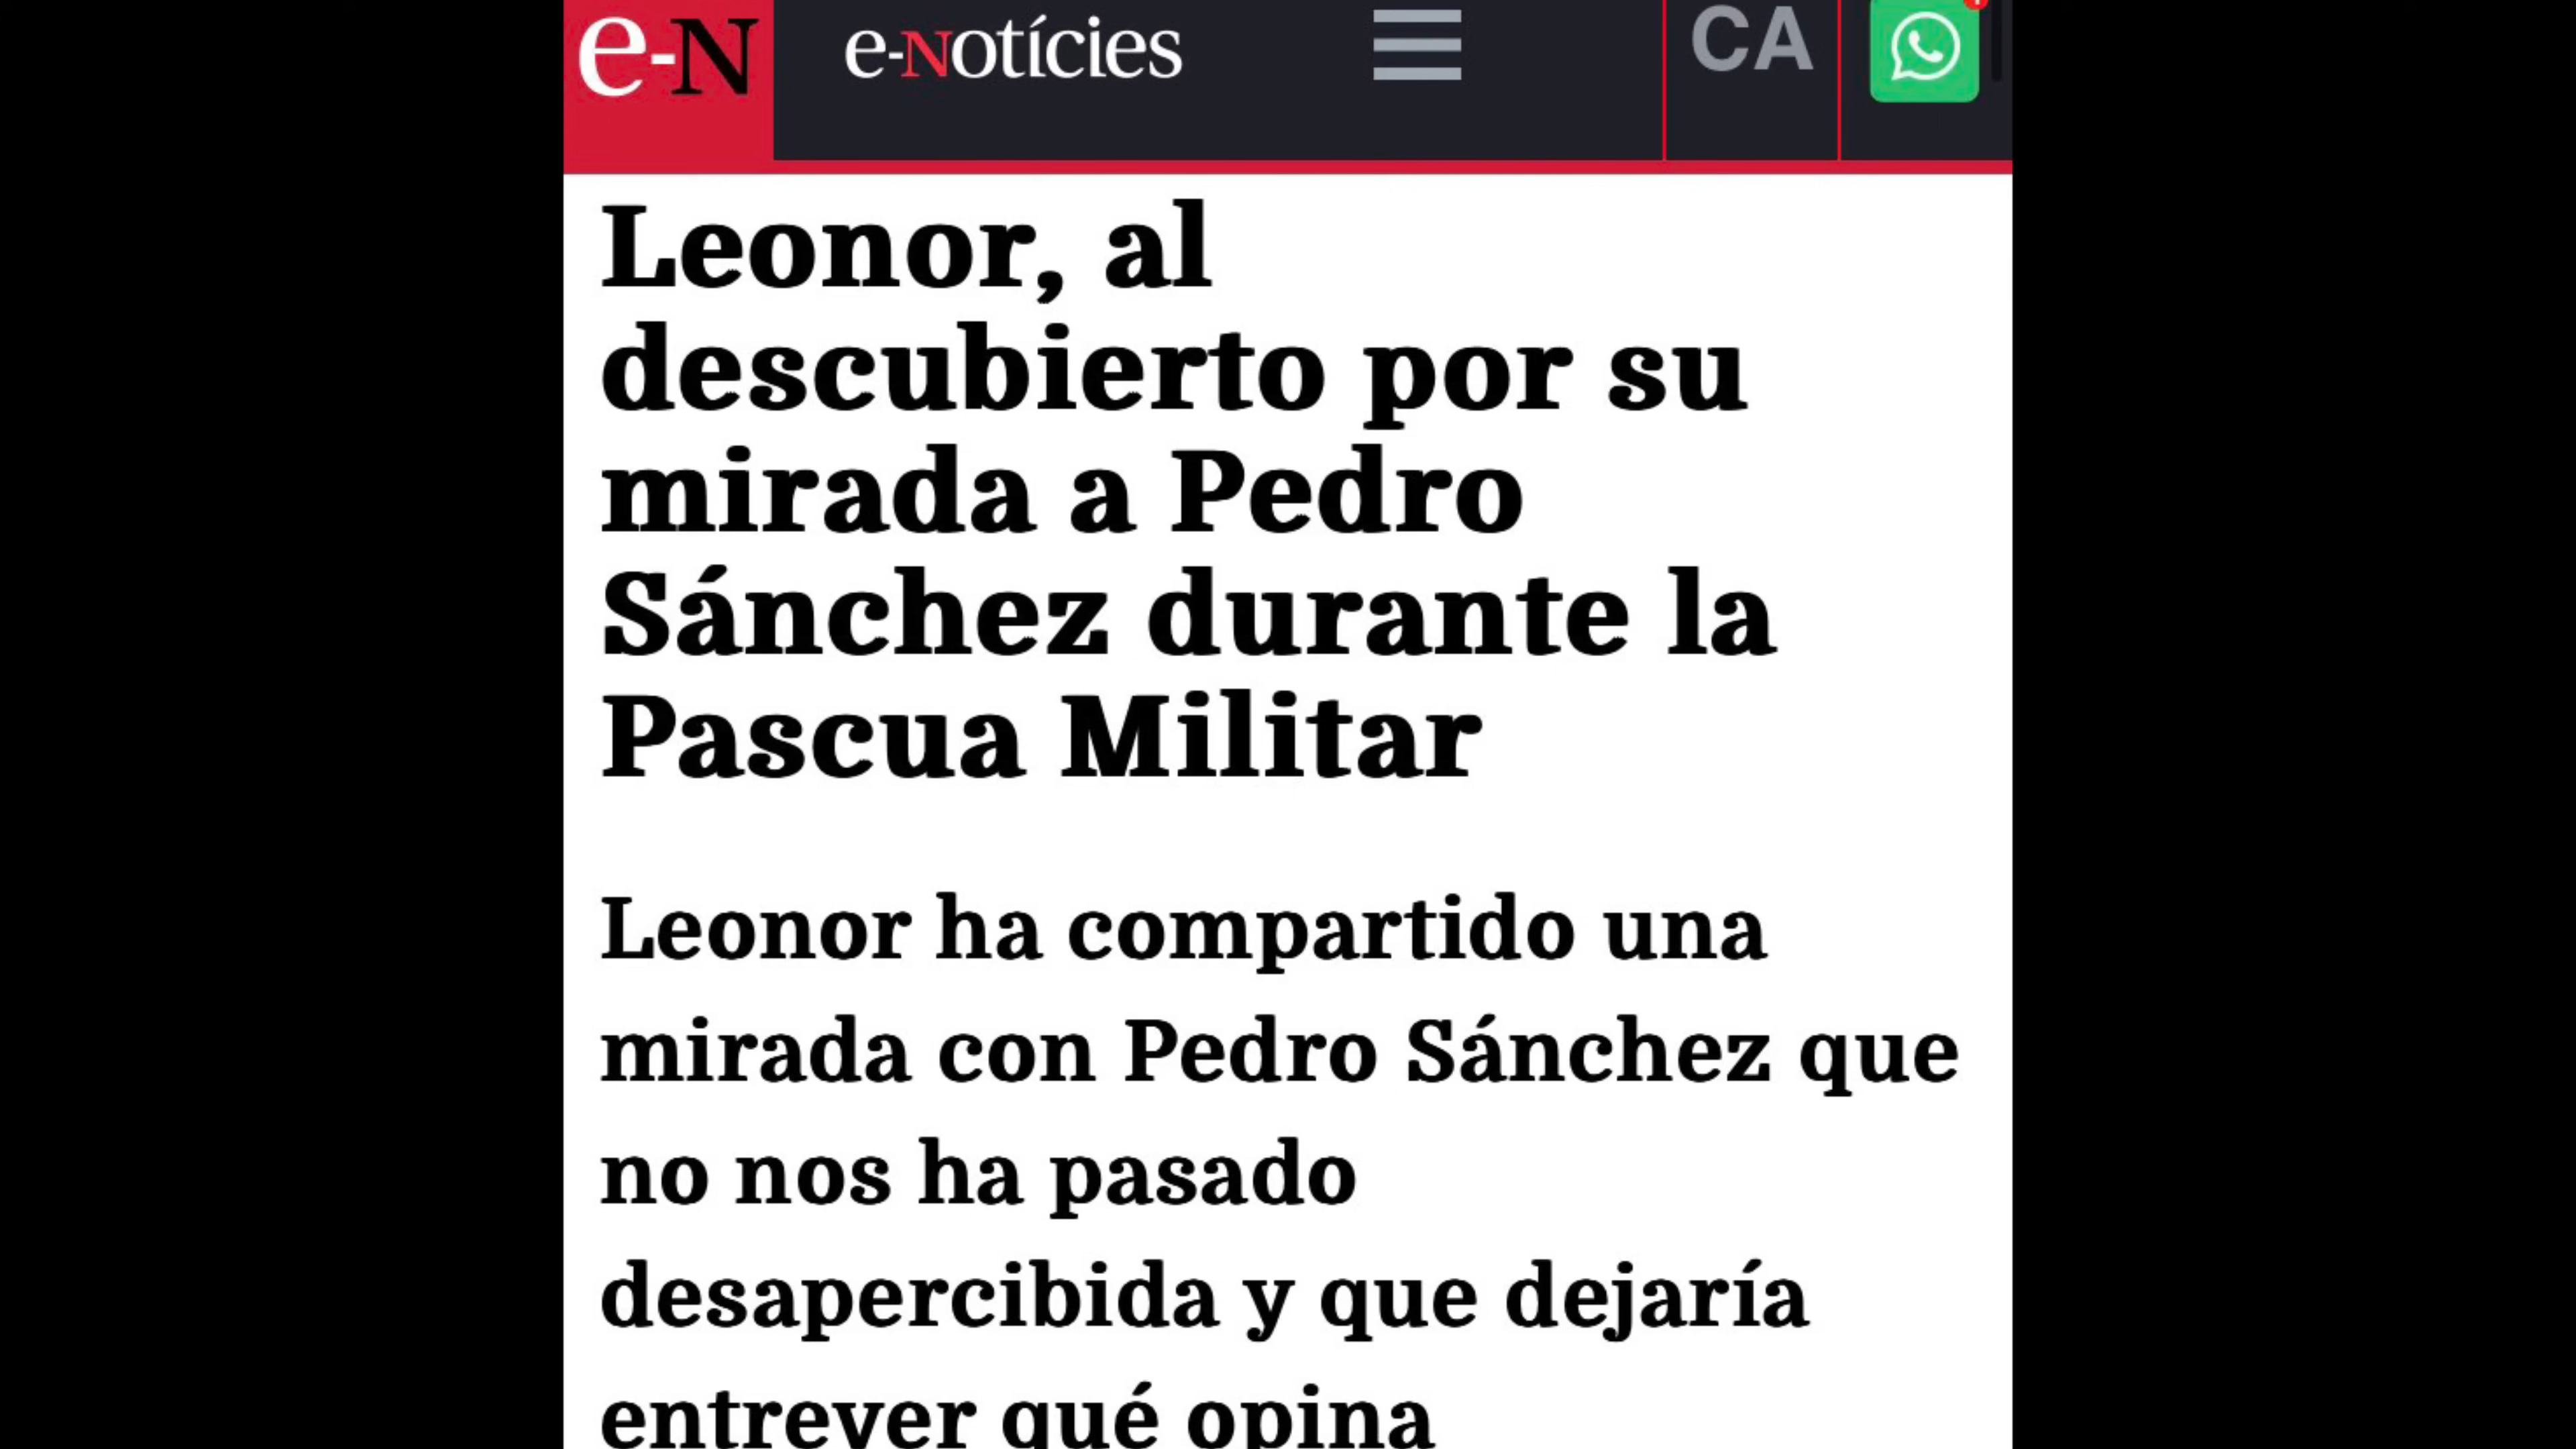 e-N
e-Notícies
CA
Leonor, al
descubierto por su
mirada a Pedro
Sánchez durante la
Pascua Militar
Leonor ha compartido una
mirada con Pedro Sánchez que
no nos ha pasado
desapercibida y que dejaría
entrever qué opina